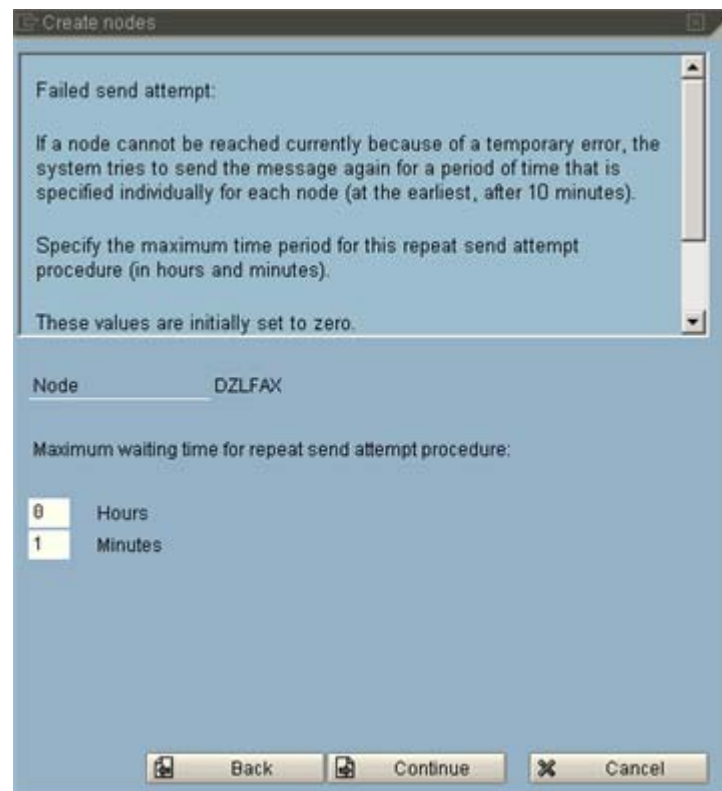 Create nodes
Failed send attempt:
If a node cannot be reached currently because of a temporary error, the
system tries to send the message again for a period of time that is
specified individually for each node (at the earliest, after 10 minutes).
Specify the maximum time period for this repeat send attempt
procedure (in hours and minutes).
These values are initially set to zero.
Node DZLFAX
Maximum waiting time for repeat send attempt procedure:
0 Hours
1 Minutes
Back Continue Cancel